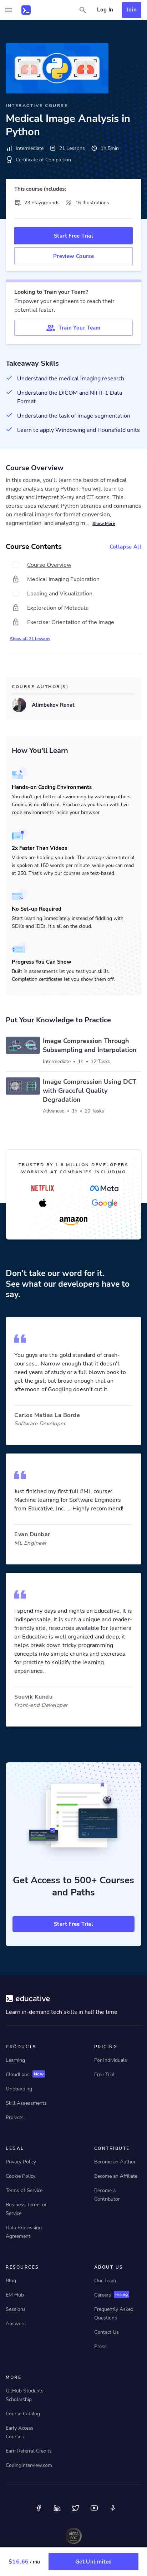 Log In
Join
INTERACTIVE COURSE
Medical Image Analysis in
Python
Intermediate
21 Lessons
1h 5min
Certificate of Completion
This course includes:
23 Playgrounds
16 Illustrations
Start Free Trial
Preview Course
Looking to Train your Team?
Empower your engineers to reach their
potential faster.
Train Your Team
Takeaway Skills
Understand the medical imaging research
Understand the DICOM and NIfTI-1 Data
Format
Understand the task of image segmentation
Learn to apply Windowing and Hounsfield units
Course Overview
In this course, you’ll learn the basics of medical
image analysis using Python. You will learn to
display and interpret X-ray and CT scans. This
course uses relevant Python libraries and commands
and medical images for format conversion,
augmentation, and analyzing m...
Show More
Course Contents
Collapse All
Course Overview
Medical Imaging Exploration
Loading and Visualization
Exploration of Metadata
Exercise: Orientation of the Image
Show all 21 lessons
COURSE AUTHOR(S)
Alimbekov Renat
How You'll Learn
Hands-on Coding Environments
You don’t get better at swimming by watching others.
Coding is no different. Practice as you learn with live
code environments inside your browser.
2x Faster Than Videos
Videos are holding you back. The average video tutorial
is spoken at 150 words per minute, while you can read
at 250. That‘s why our courses are text-based.
No Set-up Required
Start learning immediately instead of fiddling with
SDKs and IDEs. It‘s all on the cloud.
Progress You Can Show
Built in assessments let you test your skills.
Completion certificates let you show them off.
Put Your Knowledge to Practice
Image Compression Through
Subsampling and Interpolation
Intermediate • 1h • 12 Tasks
Image Compression Using DCT
with Graceful Quality
Degradation
Advanced • 2h • 20 Tasks
TRUSTED BY 1.8 MILLION DEVELOPERS
WORKING AT COMPANIES INCLUDING
NETFLIX
Meta
Google
amazon
Don’t take our word for it.
See what our developers have to
say.
You guys are the gold standard of crash-
courses... Narrow enough that it doesn't
need years of study or a full blown book to
get the gist, but broad enough that an
afternoon of Googling doesn't cut it.
Carlos Matias La Borde
Software Developer
Just finished my first full #ML course:
Machine learning for Software Engineers
from Educative, Inc. ... Highly recommend!
Evan Dunbar
ML Engineer
I spend my days and nights on Educative. It is
indispensable. It is such a unique and reader-
friendly site, resources available for learners
on different domains is outstanding. It
helps break down tricky programming
concepts into simple chunks and exercises
for problem solving are truly an immersive
experience.
Souvik Kundu
Front-end Developer
Get Access to 500+ Courses
and Paths
Start Free Trial
educative
Learn in-demand tech skills in half the time
PRODUCTS
PRICING
Learning
For Individuals
CloudLabs
New
Free Trial
Onboarding
Skill Assessments
Projects
LEGAL
CONTRIBUTE
Privacy Policy
Become an Author
Cookie Policy
Become an Affiliate
Terms of Service
Become a
Contributor
Business Terms of
Service
Data Processing
Agreement
RESOURCES
ABOUT US
Blog
Our Team
EM Hub
Careers
Hiring
Sessions
Frequently Asked
Questions
Answers
Contact Us
Press
MORE
GitHub Students
Scholarship
Course Catalog
Early Access
Courses
Earn Referral Credits
CodingInterview.com
$16.66 / mo
Get Unlimited